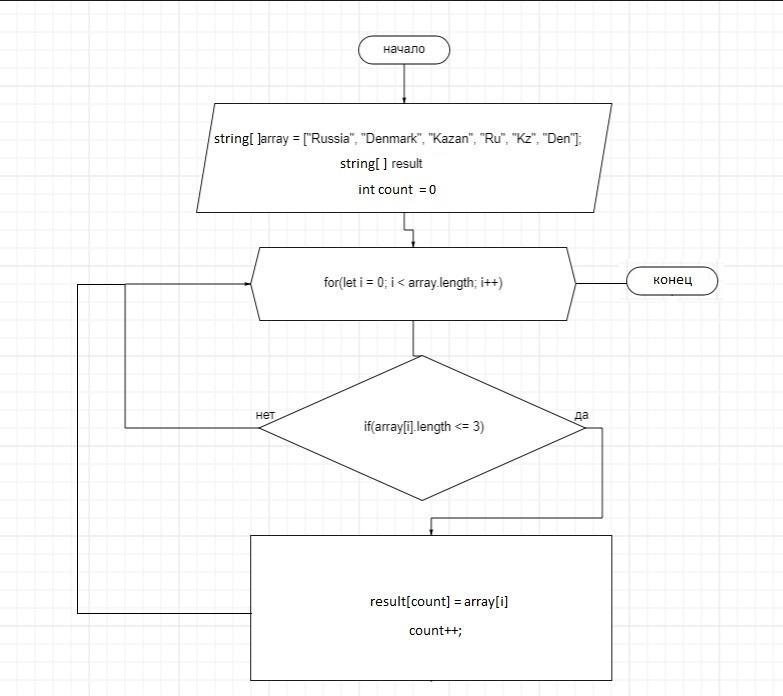 начало
string[ ]array = ["Russia", "Denmark", "Kazan", "Ru", "Kz", "Den"];
string[ ] result
int count = 0
for(let i = 0; i < array.length; i++)
конец
нет
да
if(array[i].length <= 3)
result[count] = array[i]
count++;